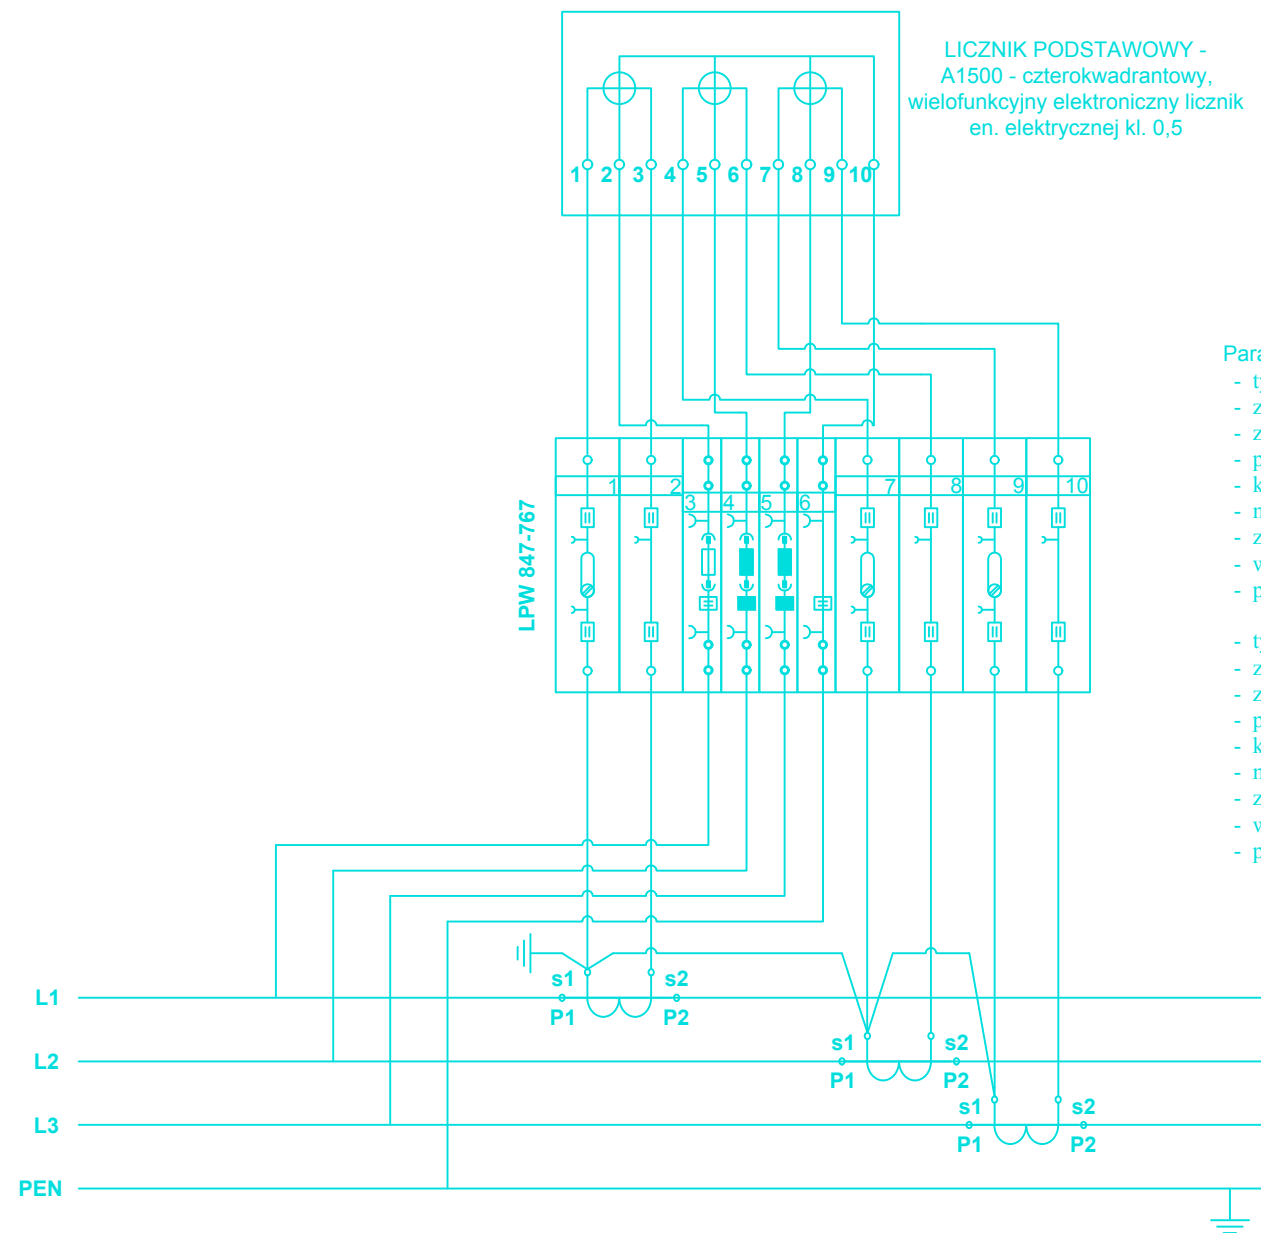 LICZNIK PODSTAWOWY -
A1500 - czterokwadrantowy,
wielofunkcyjny elektroniczny licznik
en. elektrycznej kl. 0,5
1 2 3 4 5 6 7 8 9 10
LPW 847-767
1 2 3 4 5 6 7 8 9 10
s1 s2
L1
P1 P2
s1 s2
L2
P1 P2
s1 s2
L3
P1 P2
PEN